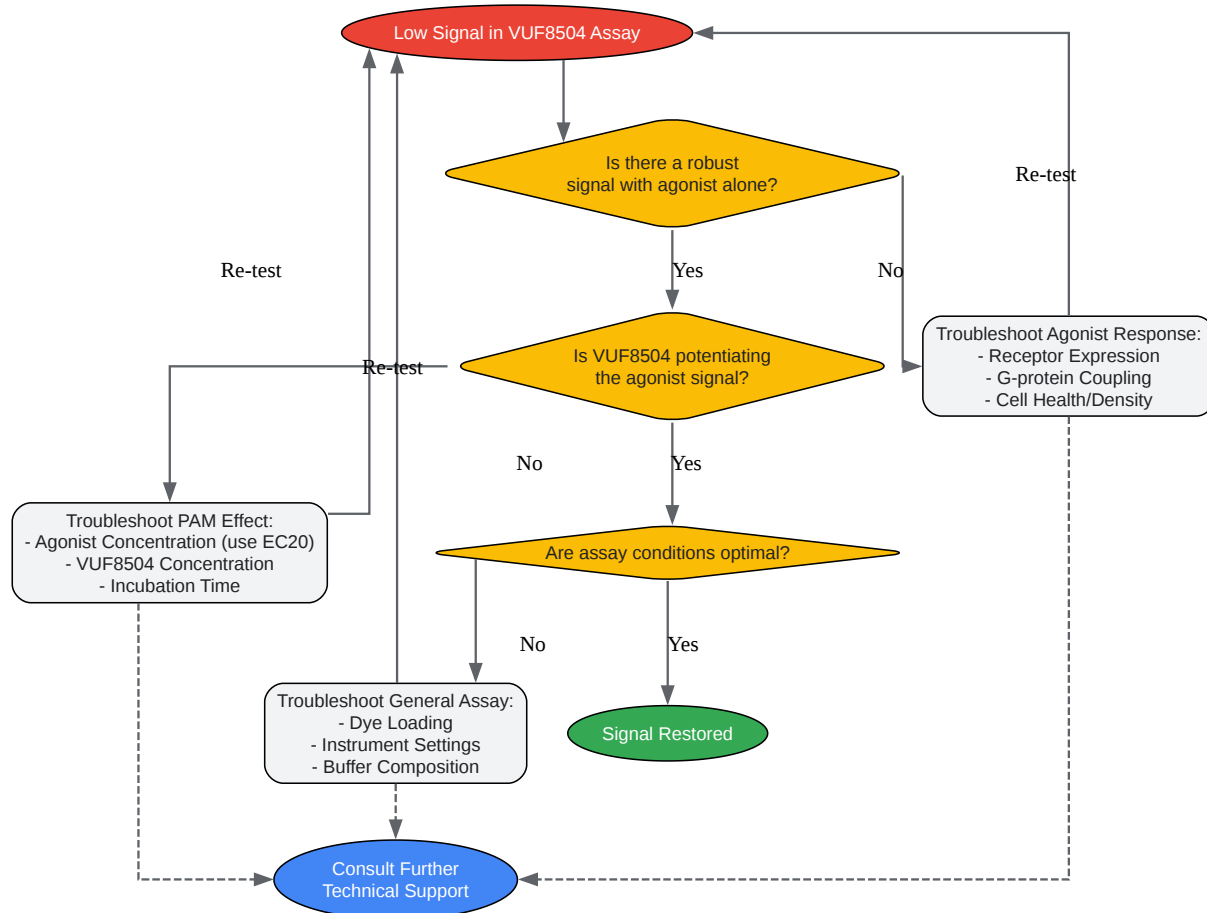 Low Signal in VUF8504 Assay
Is there a robust
signal with agonist alone?
Re-test
Re-test
Yes
No
Troubleshoot Agonist Response:
- Receptor Expression
- G-protein Coupling
- Cell Health/Density
Is VUF8504 potentiating
the agonist signal?
Re-test
No
Yes
Troubleshoot PAM Effect:
- Agonist Concentration (use EC20)
- VUF8504 Concentration
- Incubation Time
Are assay conditions optimal?
No
Yes
Troubleshoot General Assay:
- Dye Loading
- Instrument Settings
- Buffer Composition
Signal Restored
Consult Further
Technical Support